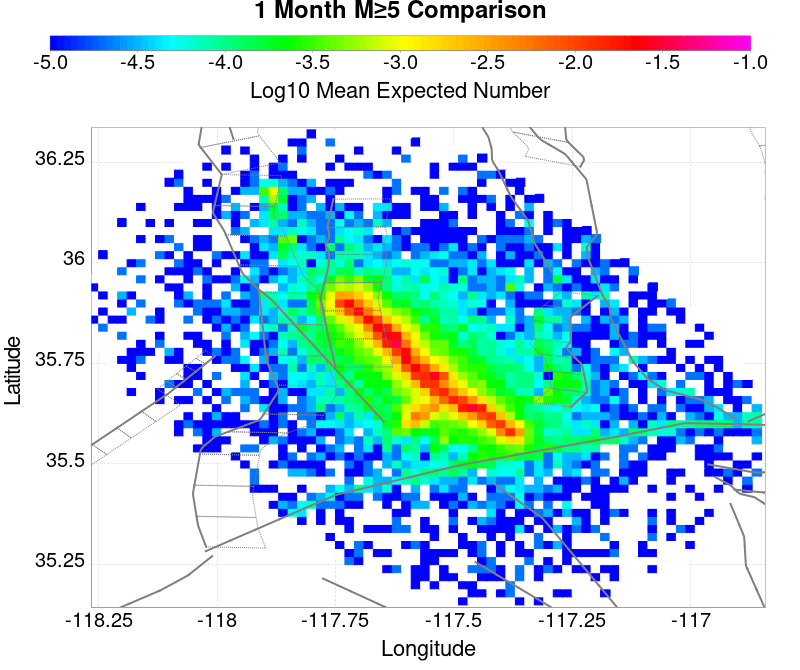 1 Month M≥5 Comparison
-5.0 -4.5 -4.0 -3.5 -3.0 -2.5 -2.0 -1.5 -1.0
Log10 Mean Expected Number
36.25
36
35.75
35.5
35.25
Latitude
-118.25 -118 -117.75 -117.5 -117.25 -117
Longitude